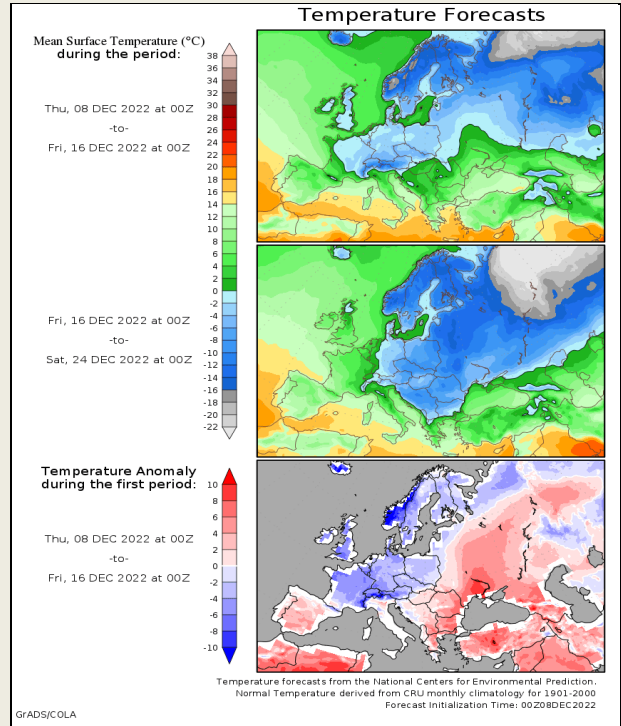 Temperature Forecasts
Mean Surface Temperature (°C)
during the period:
Thu, 08 DEC 2022 at 00Z
-to-
Fri, 16 DEC 2022 at 00Z
38
36
34
32
30
28
26
24
22
20
18
16
14
12
10
8
6
4
2
0
-2
-4
-6
-8
-10
-12
-14
-16
-18
-20
-22
Fri, 16 DEC 2022 at 00Z
-to-
Sat, 24 DEC 2022 at 00Z
Temperature Anomaly
during the first period:
Thu, 08 DEC 2022 at 00Z
-to-
Fri, 16 DEC 2022 at 00Z
10
8
6
4
2
0
-2
-4
-6
-8
-10
Temperature forecasts from the National Centers for Environmental Prediction.
Normal Temperature derived from CRU monthly climatology for 1901-2000
Forecast Initialization Time: 00Z08DEC2022
GrADS/COLA